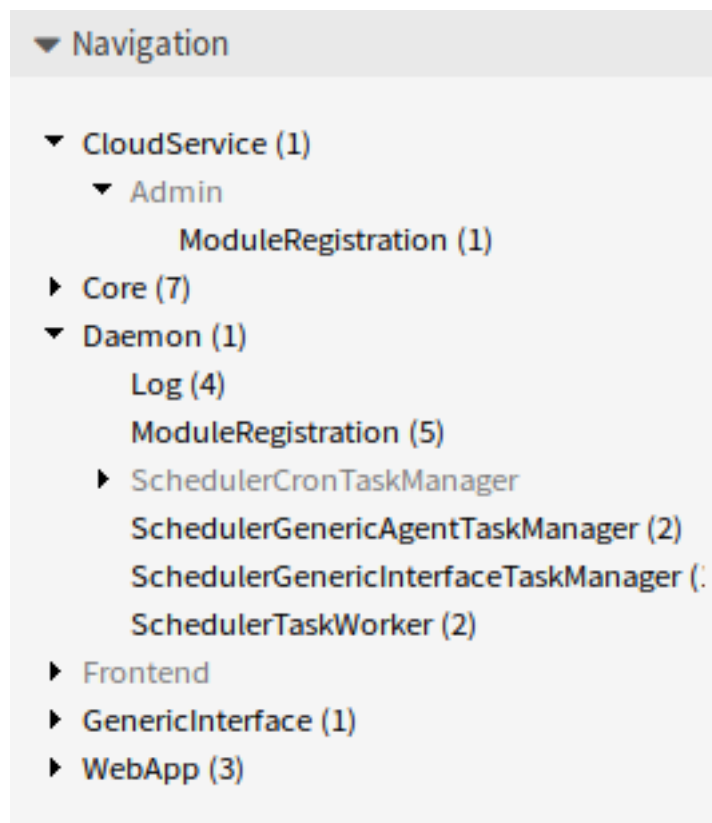 Navigation
CloudService (1)
Admin
ModuleRegistration (1)
Core (7)
Daemon (1)
Log (4)
ModuleRegistration (5)
SchedulerCronTaskManager
SchedulerGenericAgentTaskManager (2)
SchedulerGenericInterfaceTaskManager (
SchedulerTaskWorker (2)
Frontend
GenericInterface (1)
WebApp (3)